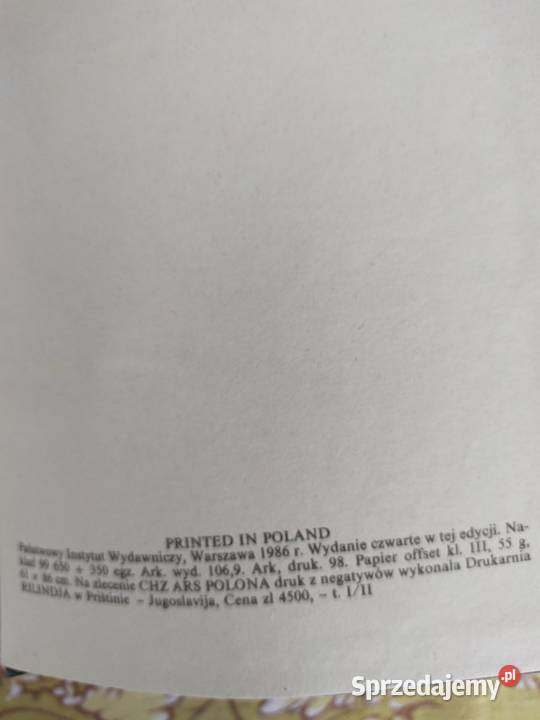 PRINTED IN POLAND
Państwowy Instytut Wydawniczy, Warszawa 1986 r. Wydanie czwarte w tej edycji. Na-
kład 99 650 + 350 egz. Ark. wyd. 106,9. Ark. druk. 98. Papier offset kl. III, 55 g,
61 x 86 cm. Na zlecenie CHZ ARS POLONA druk z negatywów wykonała Drukarnia
RILINDJA w Prištinie – Jugoslavija, Cena zl 4500, – t. I/II
Sprzedajemy.pl